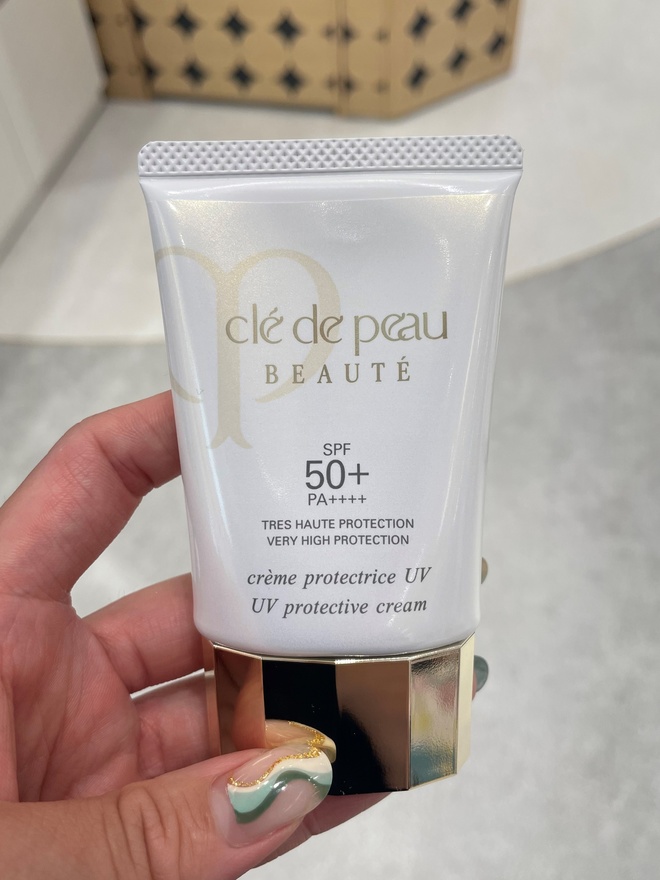 clé de peau
BEAUTÉ
SPF
50+
PA++++
TRES HAUTE PROTECTION
VERY HIGH PROTECTION
crème protectrice UV
UV protective cream